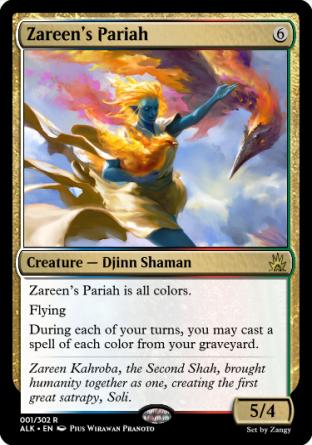 Zareen's Pariah 6
Creature — Djinn Shaman
Zareen's Pariah is all colors.
Flying
During each of your turns, you may cast a
spell of each color from your graveyard.
Zareen Kahroba, the Second Shah, brought
humanity together as one, creating the first
great satrapy, Soli.
5/4
001/302 R
ALK • EN Pius Wirawan Pranoto
Set by Zangy